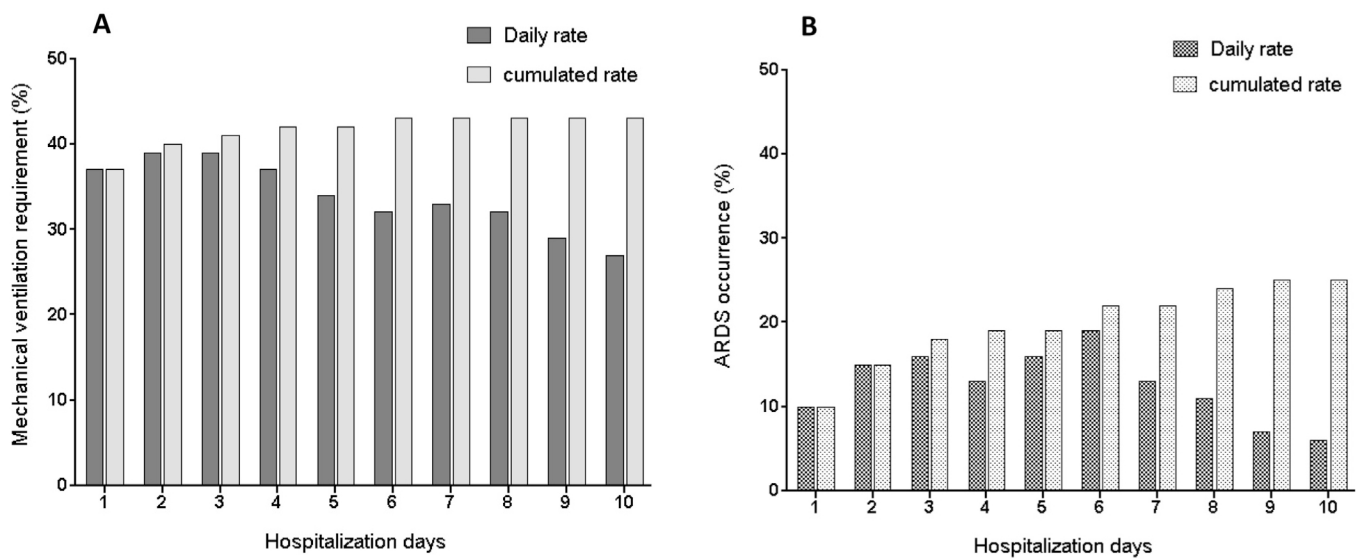 A
Daily rate
cumulated rate
Mechanical ventilation requirement (%)
50
40
30
20
10
0
1 2 3 4 5 6 7 8 9 10
Hospitalization days
B
Daily rate
cumulated rate
ARDS occurrence (%)
50
40
30
20
10
0
1 2 3 4 5 6 7 8 9 10
Hospitalization days